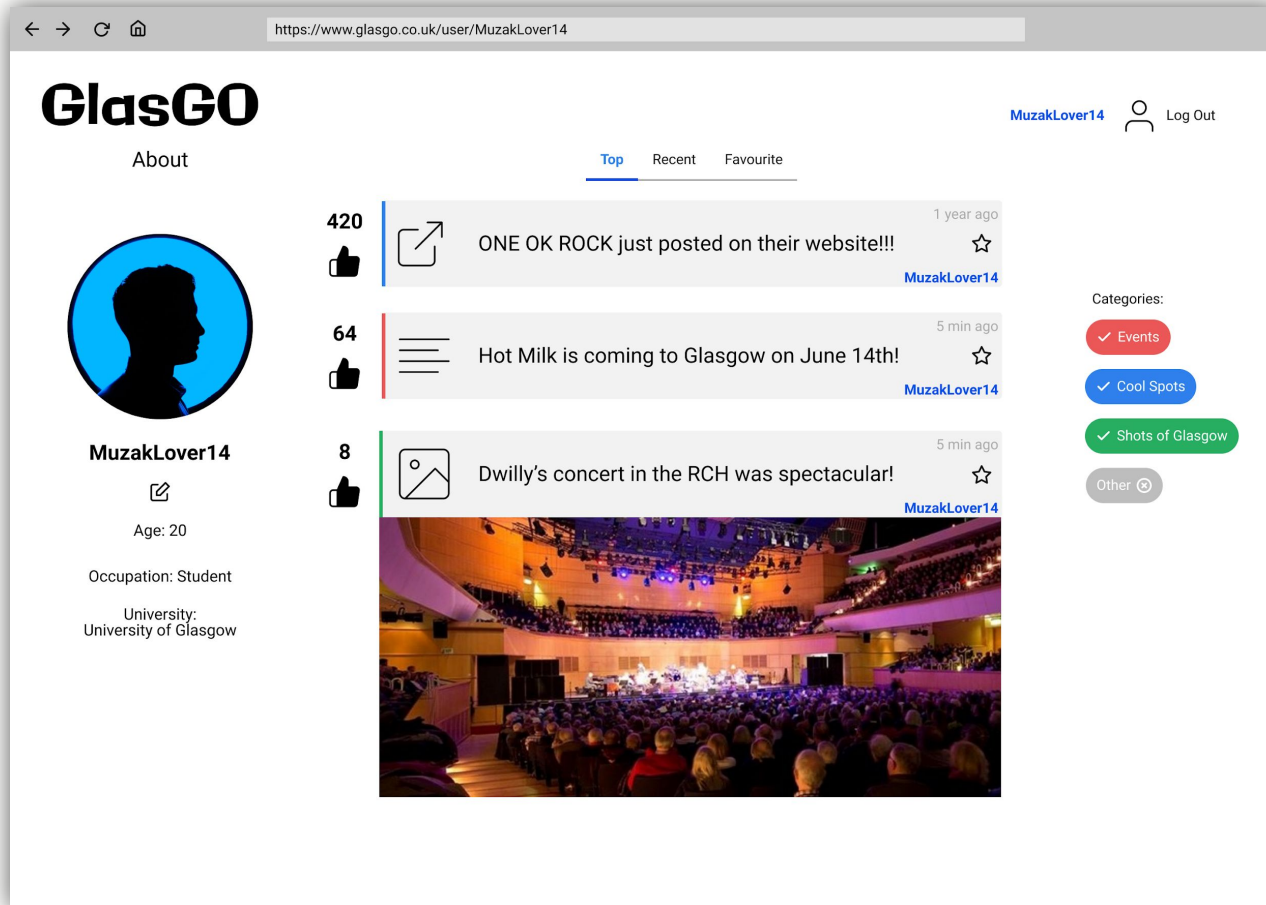 https://www.glasgo.co.uk/user/MuzakLover14
GlasGO
MuzakLover14
Log Out
About
Top
Recent
Favourite
420
1 year ago
ONE OK ROCK just posted on their website!!!
MuzakLover14
64
5 min ago
Hot Milk is coming to Glasgow on June 14th!
MuzakLover14
8
5 min ago
Dwilly's concert in the RCH was spectacular!
MuzakLover14
MuzakLover14
Age: 20
Occupation: Student
University:
University of Glasgow
Categories:
Events
Cool Spots
Shots of Glasgow
Other